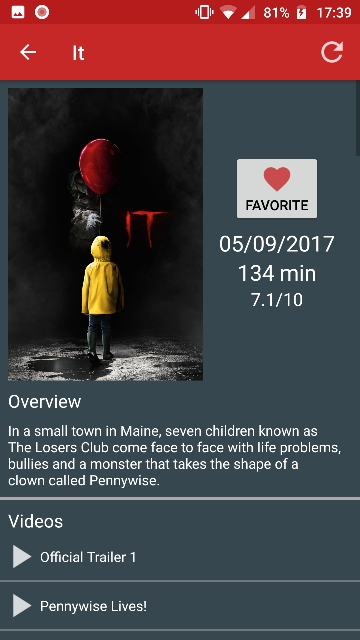 81% 17:39
It
IT
FAVORITE
05/09/2017
134 min
7.1/10
Overview
In a small town in Maine, seven children known as
The Losers Club come face to face with life problems,
bullies and a monster that takes the shape of a
clown called Pennywise.
Videos
Official Trailer 1
Pennywise Lives!